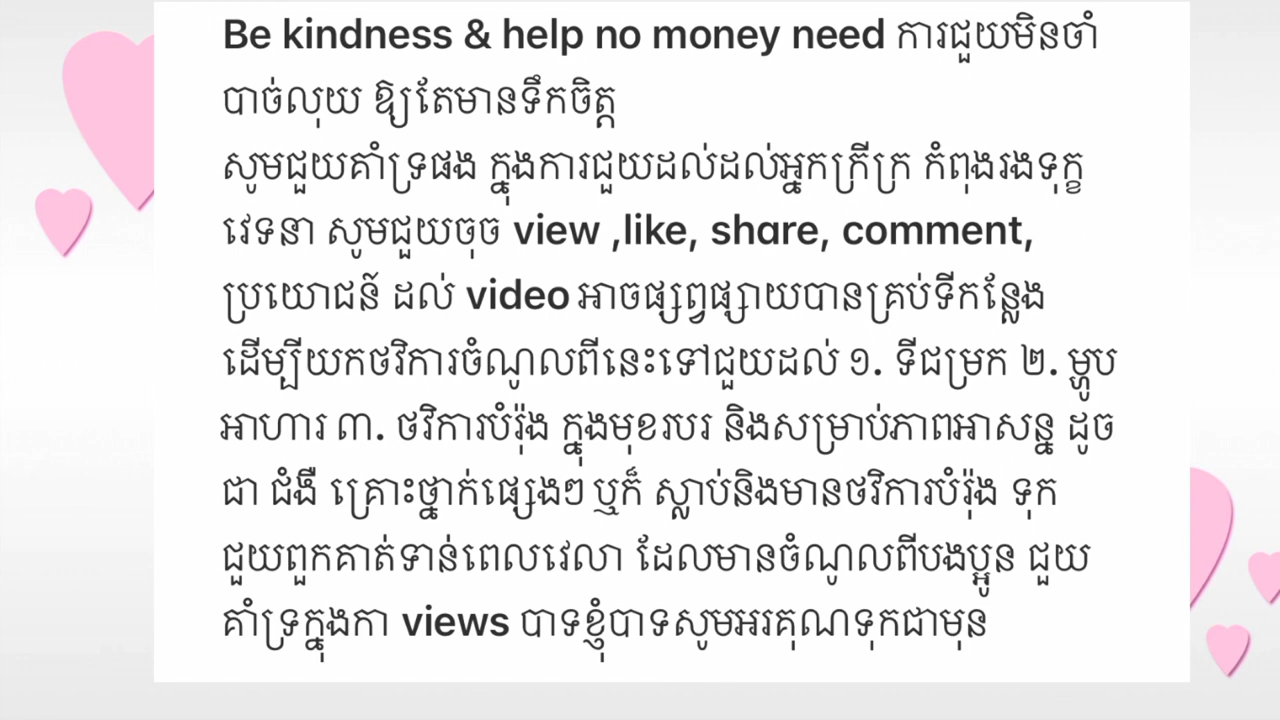 Be kindness & help no money need ការជួយមិនចាំ
បាច់លុយ ឱ្យតែមានទឹកចិត្ត
សូមជួយគាំទ្រផង ក្នុងការជួយដល់ដល់អ្នកក្រីក្រ កំពុងរងទុក្ខ
វេទនា សូមជួយចុច view ,like, share, comment,
ប្រយោជន៍ ដល់ video អាចផ្សព្វផ្សាយបានគ្រប់ទីកន្លែង
ដើម្បីយកថវិការចំណូលពីនេះទៅជួយដល់ ១. ទីជម្រក ២. ម្ហូប
អាហារ ៣. ថវិការបំរ៉ុង ក្នុងមុខរបរ និងសម្រាប់ភាពអាសន្ន ដូច
ជា ជំងឺ គ្រោះថ្នាក់ផ្សេងៗ ឬក៏ ស្លាប់និងមានថវិការបំរ៉ុង ទុក
ជួយពួកគាត់ទាន់ពេលវេលា ដែលមានចំណូលពីបងប្អូន ជួយ
គាំទ្រក្នុងកា views បាទខ្ញុំបាទសូមអរគុណទុកជាមុន